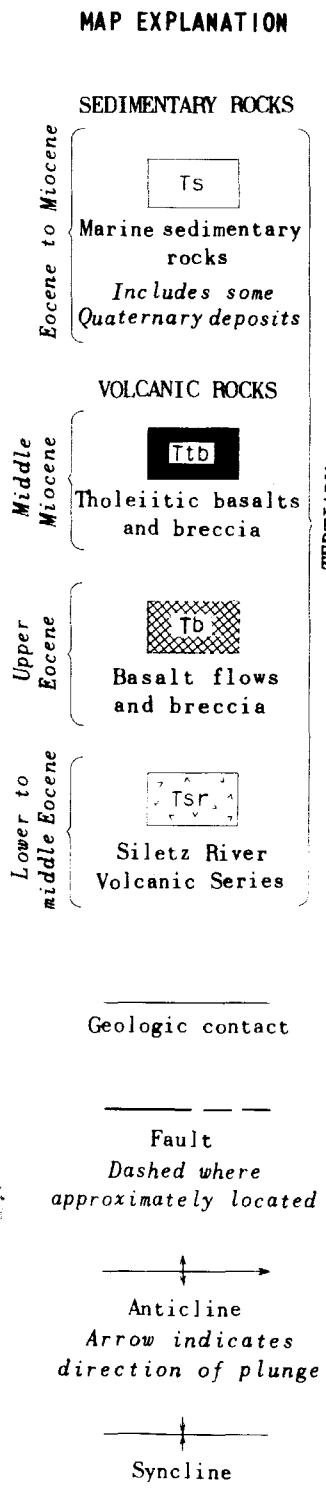 MAP EXPLANATION
SEDIMENTARY ROCKS
Eocene to Miocene
Ts
Marine sedimentary
rocks
Includes some
Quaternary deposits
VOLCANIC ROCKS
Middle
Miocene
Ttb
Tholeiitic basalts
and breccia
Upper
Eocene
Tb
Basalt flows
and breccia
Lower to
middle Eocene
Tsr
Siletz River
Volcanic Series
Geologic contact
Fault
Dashed where
approximately located
Anticline
Arrow indicates
direction of plunge
Syncline